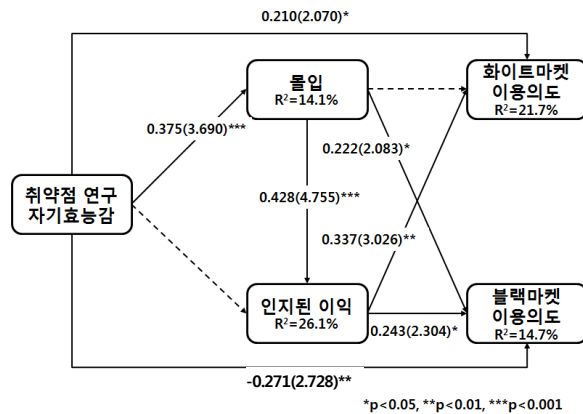 0.210(2.070)*
몰입
R²=14.1%
화이트마켓
이용의도
R²=21.7%
0.375(3.690)***
0.222(2.083)*
취약점 연구
자기효능감
0.428(4.755)***
0.337(3.026)**
인지된 이익
R²=26.1%
0.243(2.304)*
블랙마켓
이용의도
R²=14.7%
-0.271(2.728)**
*p<0.05, **p<0.01, ***p<0.001